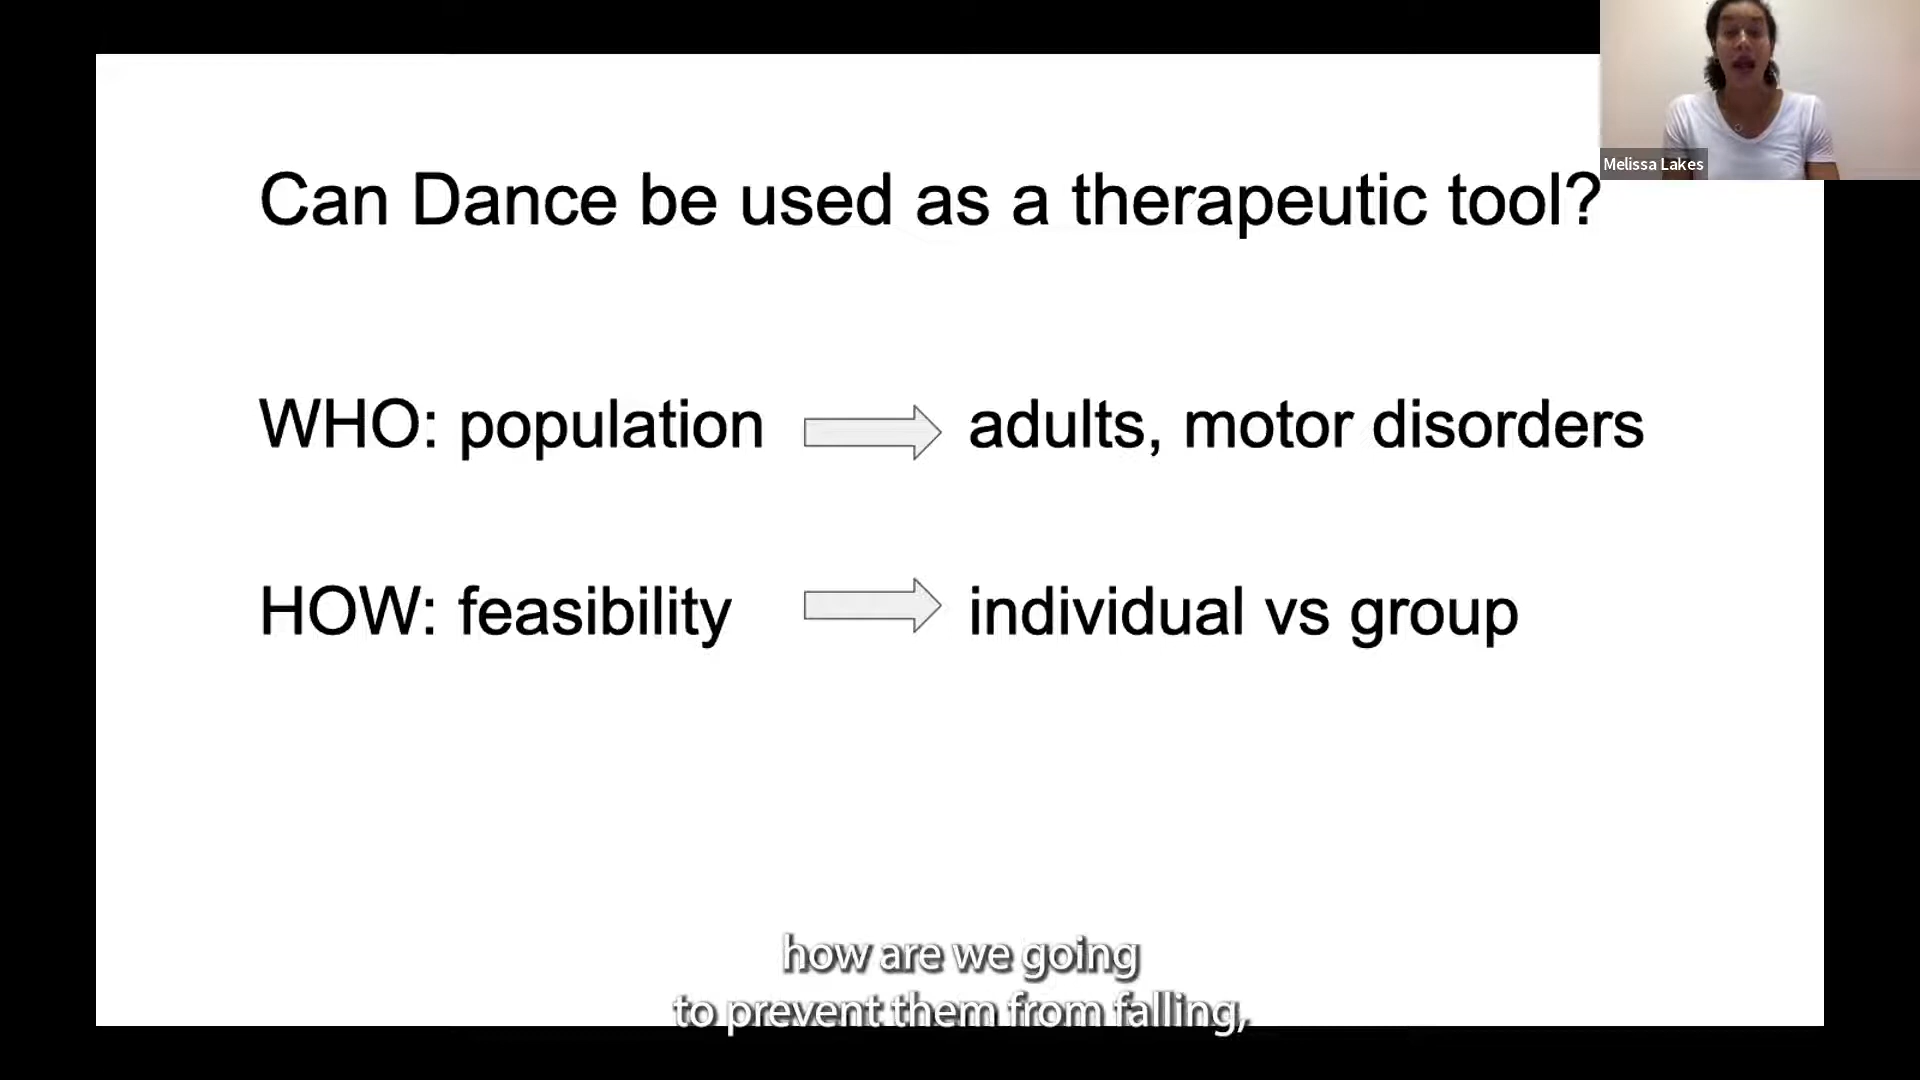 Melissa Lakes
Can Dance be used as a therapeutic tool?
WHO: population adults, motor disorders
HOW: feasibility individual vs group
how are we going
to prevent them from falling,